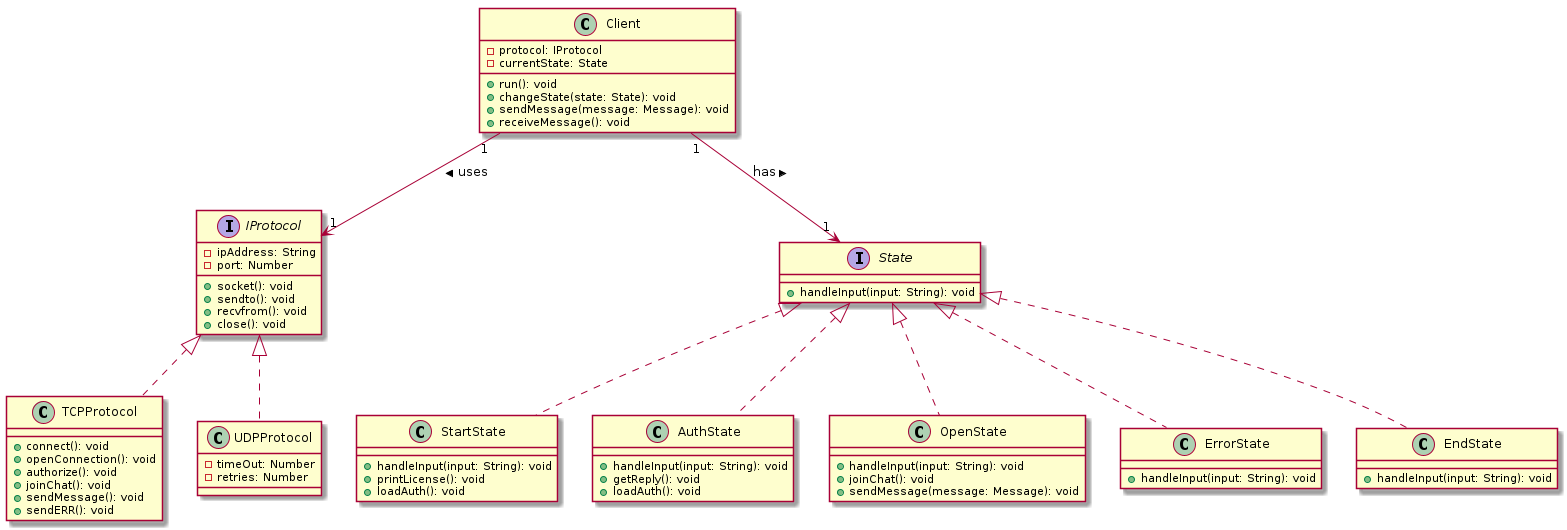 C Client
protocol: IProtocol
currentState: State
run(): void
changeState(state: State): void
sendMessage(message: Message): void
receiveMessage(): void
1
1
uses
has
1
1
I IProtocol
ipAddress: String
port: Number
socket(): void
sendto(): void
recvfrom(): void
close(): void
I State
handleInput(input: String): void
C TCPProtocol
connect(): void
openConnection(): void
authorize(): void
joinChat(): void
sendMessage(): void
sendERR(): void
C UDPProtocol
timeOut: Number
retries: Number
C StartState
handleInput(input: String): void
printLicense(): void
loadAuth(): void
C AuthState
handleInput(input: String): void
getReply(): void
loadAuth(): void
C OpenState
handleInput(input: String): void
joinChat(): void
sendMessage(message: Message): void
C ErrorState
handleInput(input: String): void
C EndState
handleInput(input: String): void